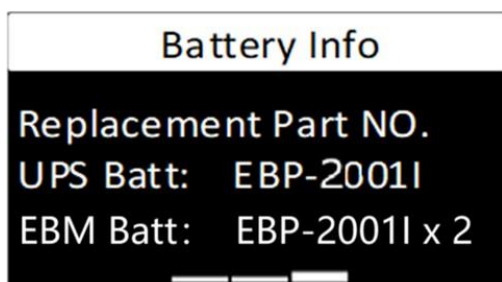 Battery Info
Replacement Part NO.
UPS Batt: EBP-2001I
EBM Batt: EBP-2001I x 2